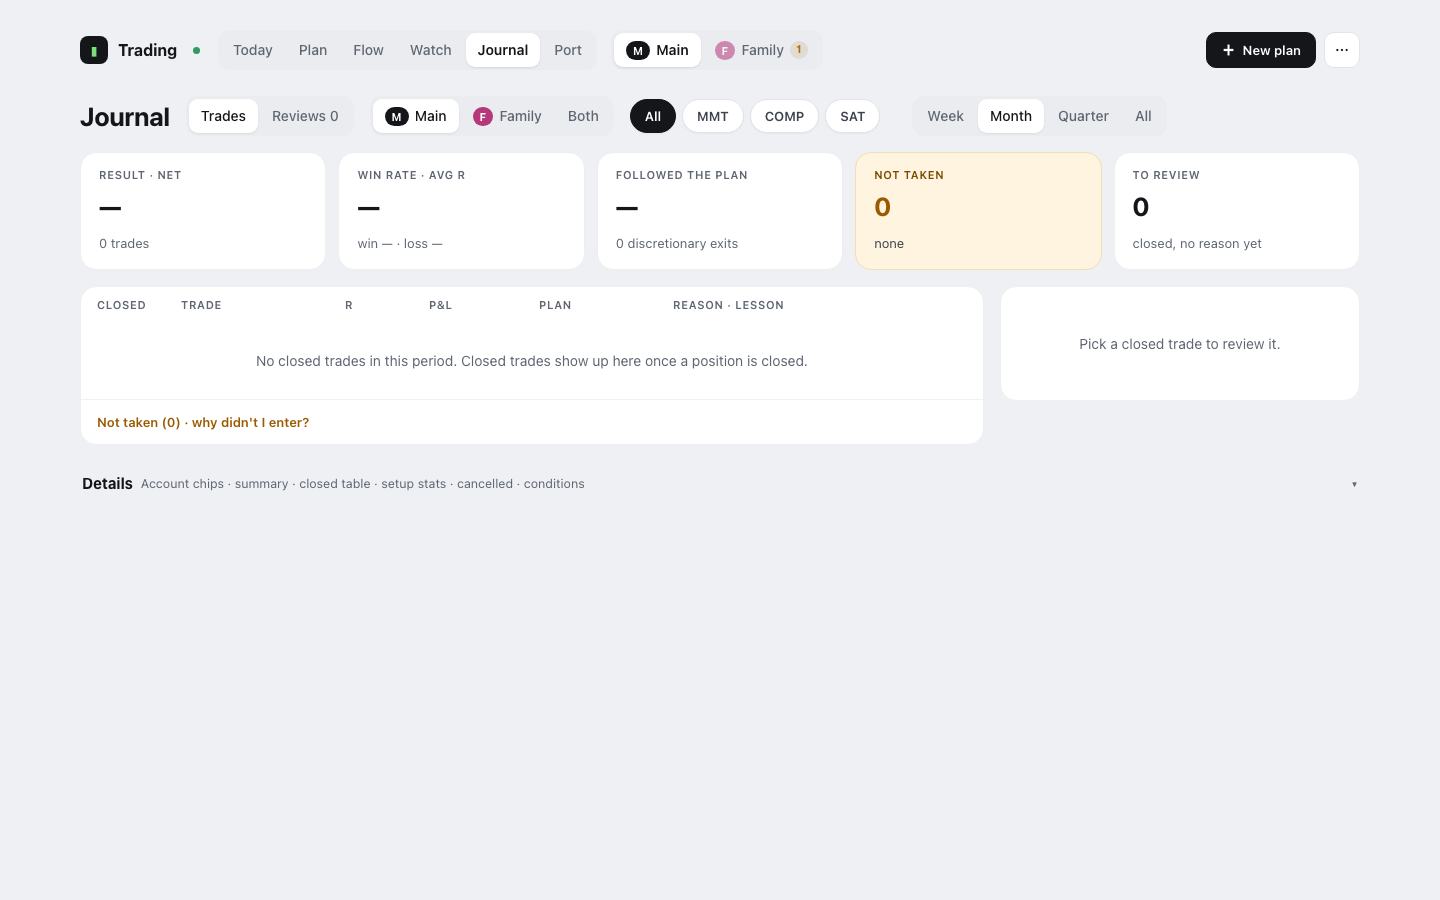 Trading Today Plan Flow Watch Journal Port M Main F Family 1 + New plan ...
Journal Trades Reviews 0 M Main F Family Both All MMT COMP SAT Week Month Quarter All
RESULT · NET
—
0 trades
WIN RATE · AVG R
—
win — · loss —
FOLLOWED THE PLAN
—
0 discretionary exits
NOT TAKEN
0
none
TO REVIEW
0
closed, no reason yet
CLOSED TRADE R P&L PLAN REASON · LESSON
No closed trades in this period. Closed trades show up here once a position is closed.
Not taken (0) · why didn't I enter?
Pick a closed trade to review it.
Details Account chips · summary · closed table · setup stats · cancelled · conditions